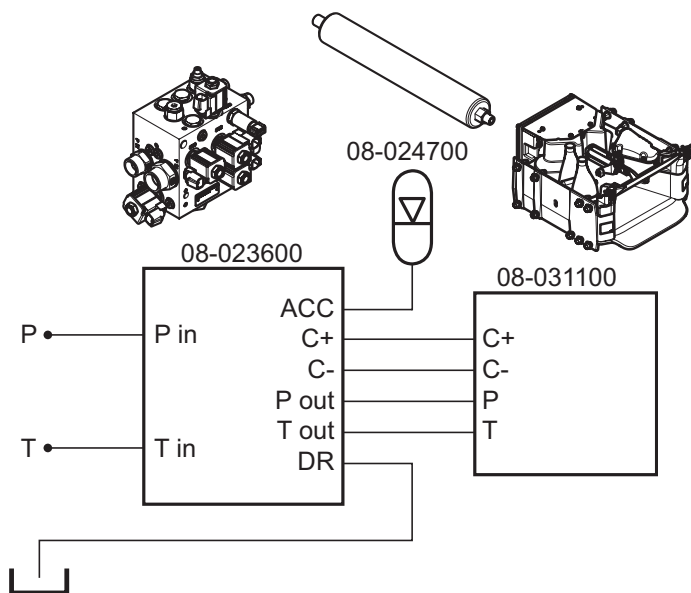 08-024700
08-023600
08-031100
ACC
P
P in
C+
C+
C-
C-
P out
P
T
T in
T out
T
DR